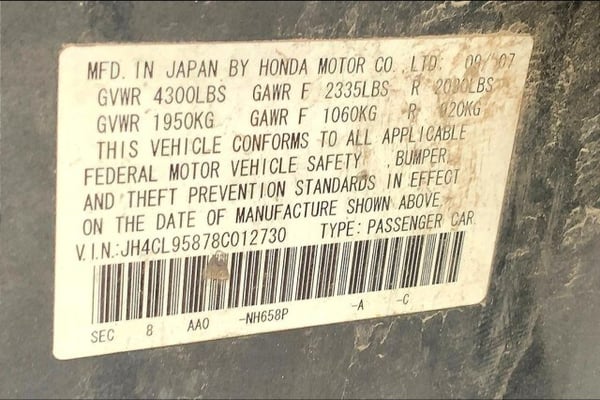 MFD. IN JAPAN BY HONDA MOTOR CO., LTD. 09/07
GVWR 4300LBS GAWR F 2335LBS R LBS
GVWR 1950KG GAWR F 1060KG R 920KG
THIS VEHICLE CONFORMS TO ALL APPLICABLE
FEDERAL MOTOR VEHICLE SAFETY , BUMPER,
AND THEFT PREVENTION STANDARDS IN EFFECT
ON THE DATE OF MANUFACTURE SHOWN ABOVE.
V.I.N.:JH4CL95878C012730 TYPE: PASSENGER CAR
SEC 8 AAO -NH658P -A -C